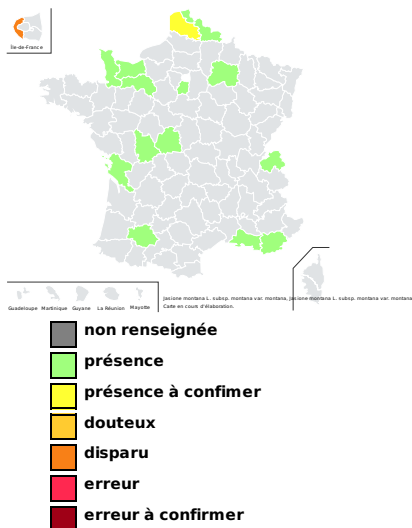 Île-de-France
Guadeloupe Martinique Guyane La Réunion Mayotte
Jasione montana L. subsp. montana var. montana, Jasione montana L. subsp. montana var. montana
Carte en cours d'élaboration.
non renseignée
présence
présence à confimer
douteux
disparu
erreur
erreur à confirmer